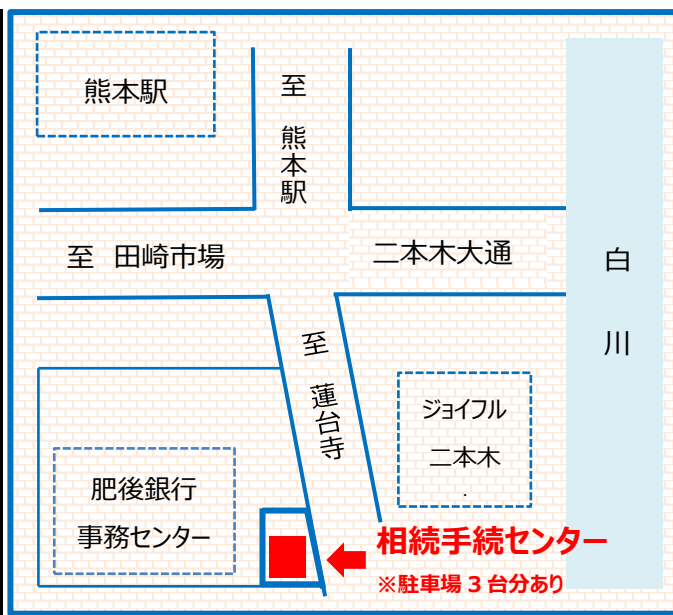 熊本駅
至 熊本駅
至 田崎市場
二本木大通
白川
至 蓮台寺
ジョイフル
二本木
.
肥後銀行
事務センター
相続手続センター
※駐車場3台分あり